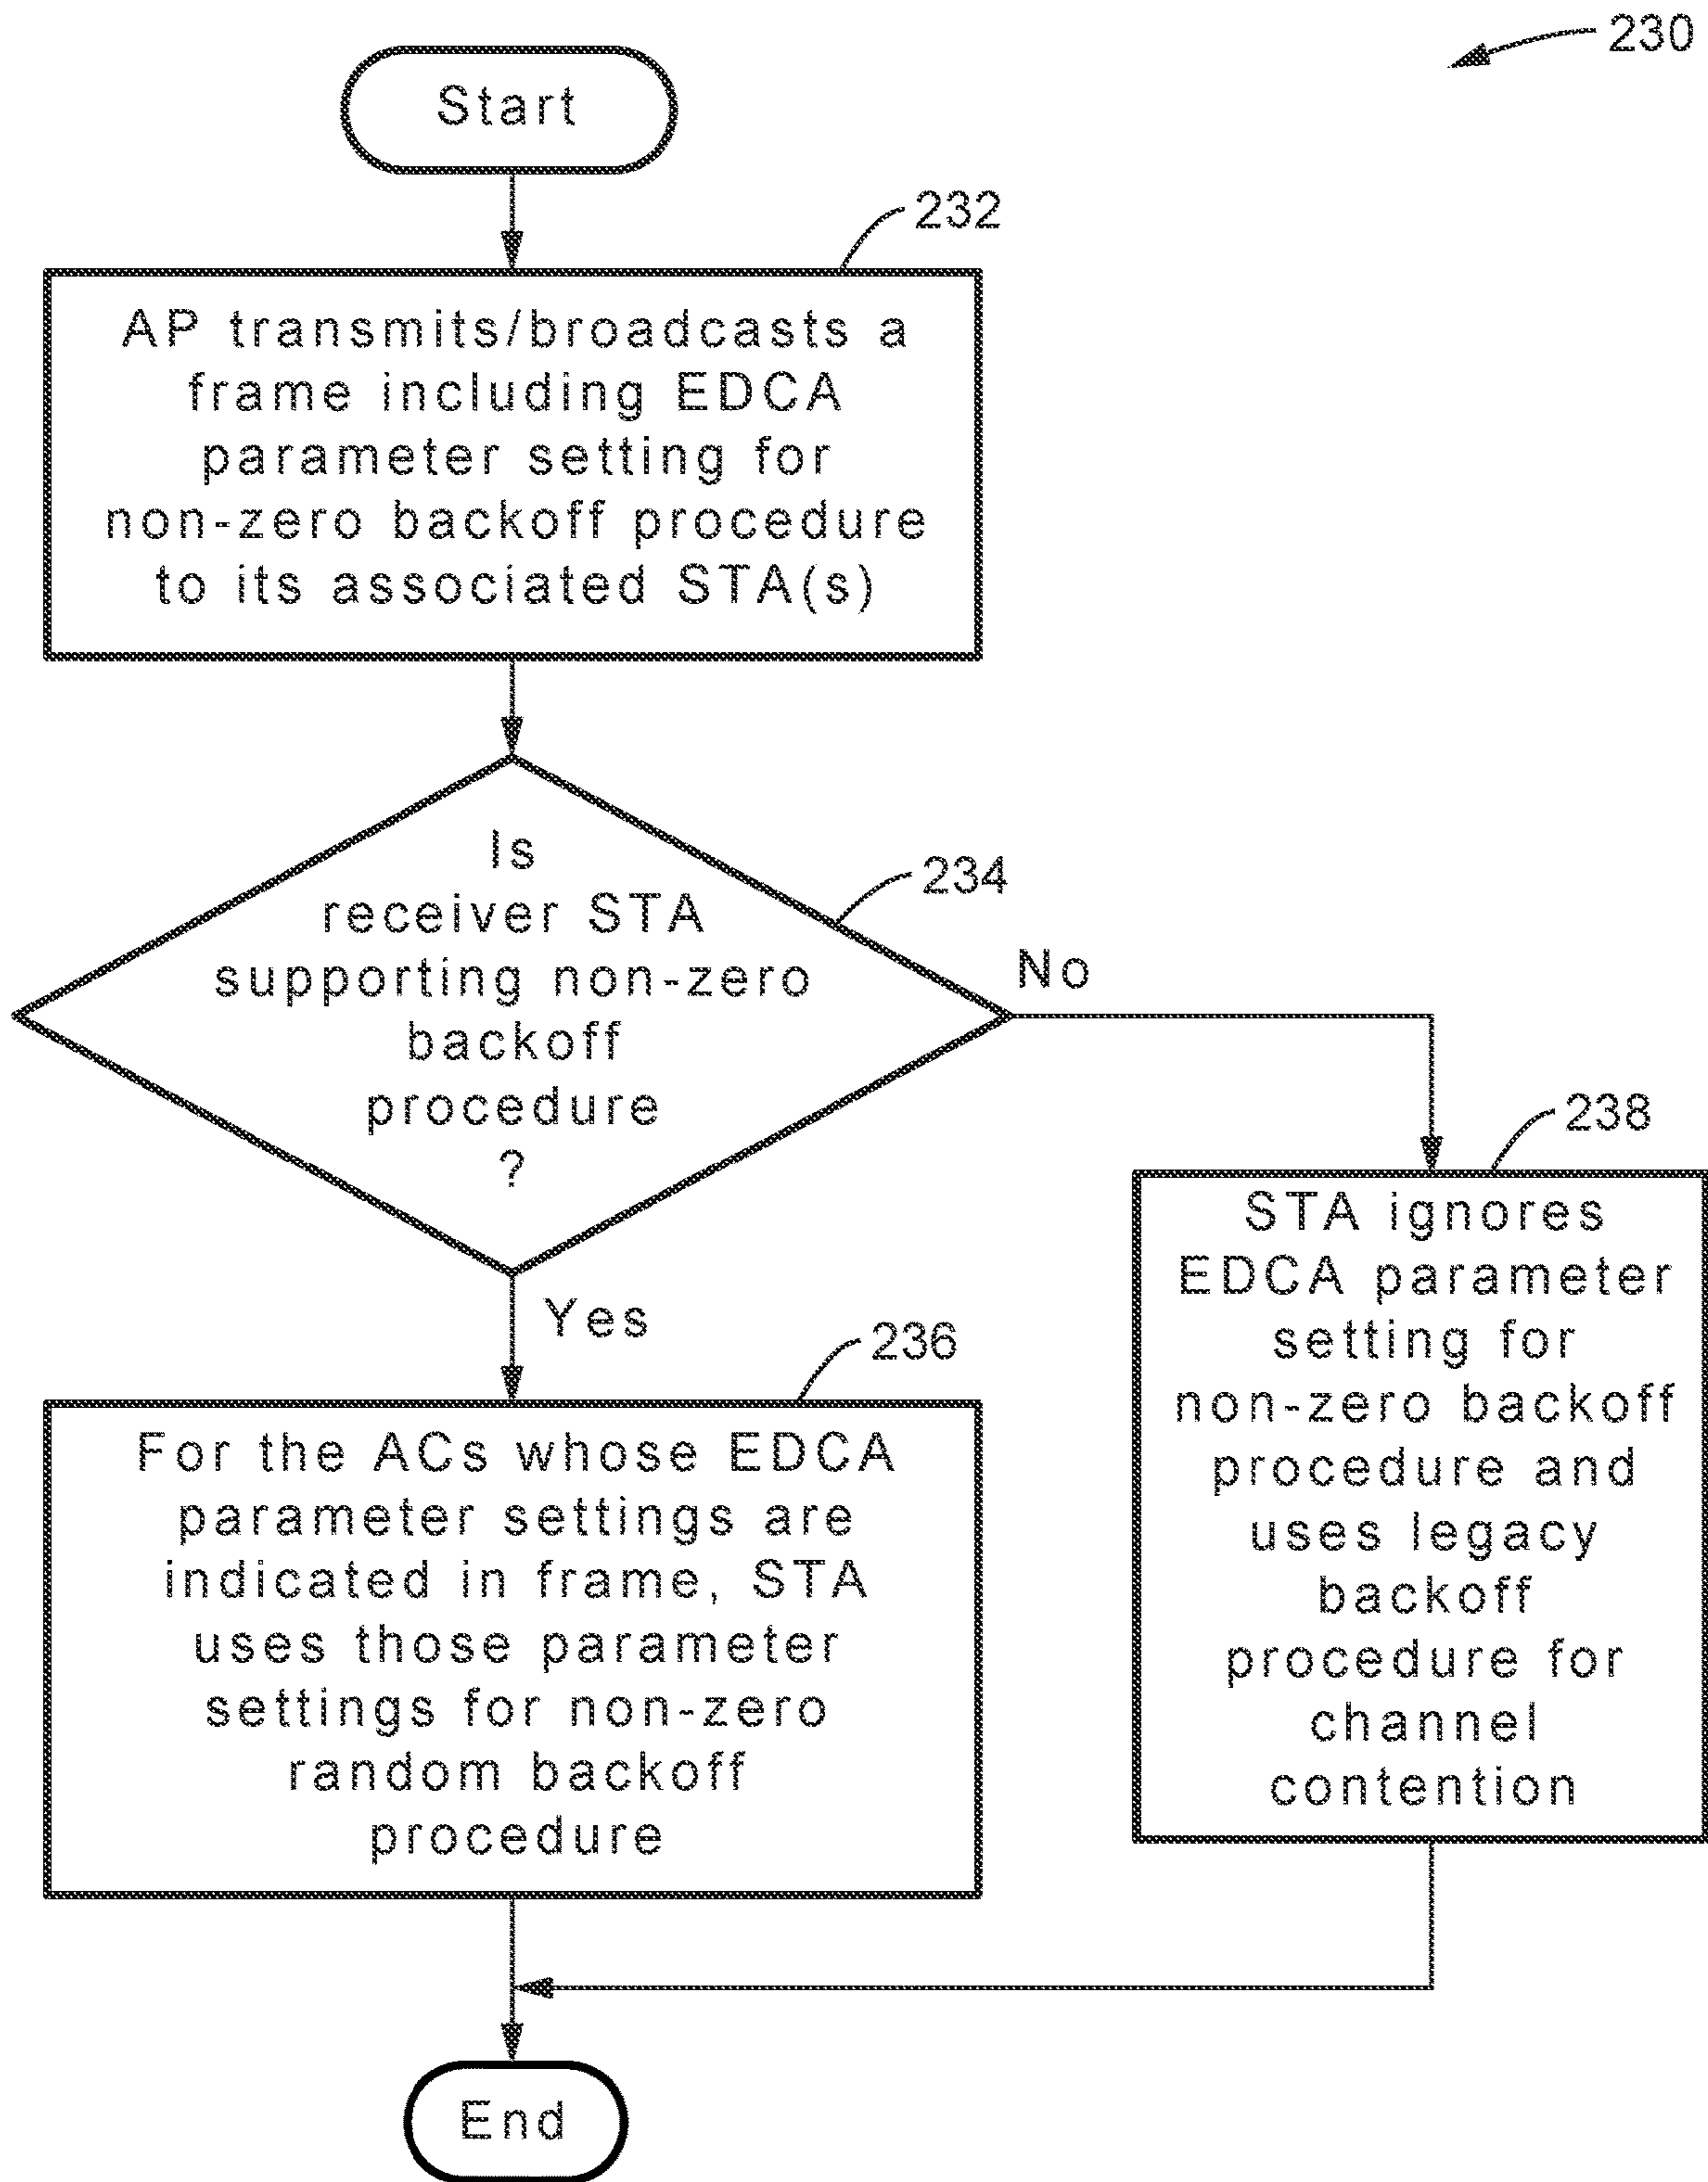 230
Start
232
AP transmits/broadcasts a
frame including EDCA
parameter setting for
non-zero backoff procedure
to its associated STA(s)
Is
receiver STA
supporting non-zero
backoff
procedure
?
234
No
Yes
236
For the ACs whose EDCA
parameter settings are
indicated in frame, STA
uses those parameter
settings for non-zero
random backoff
procedure
238
STA ignores
EDCA parameter
setting for
non-zero backoff
procedure and
uses legacy
backoff
procedure for
channel
contention
End